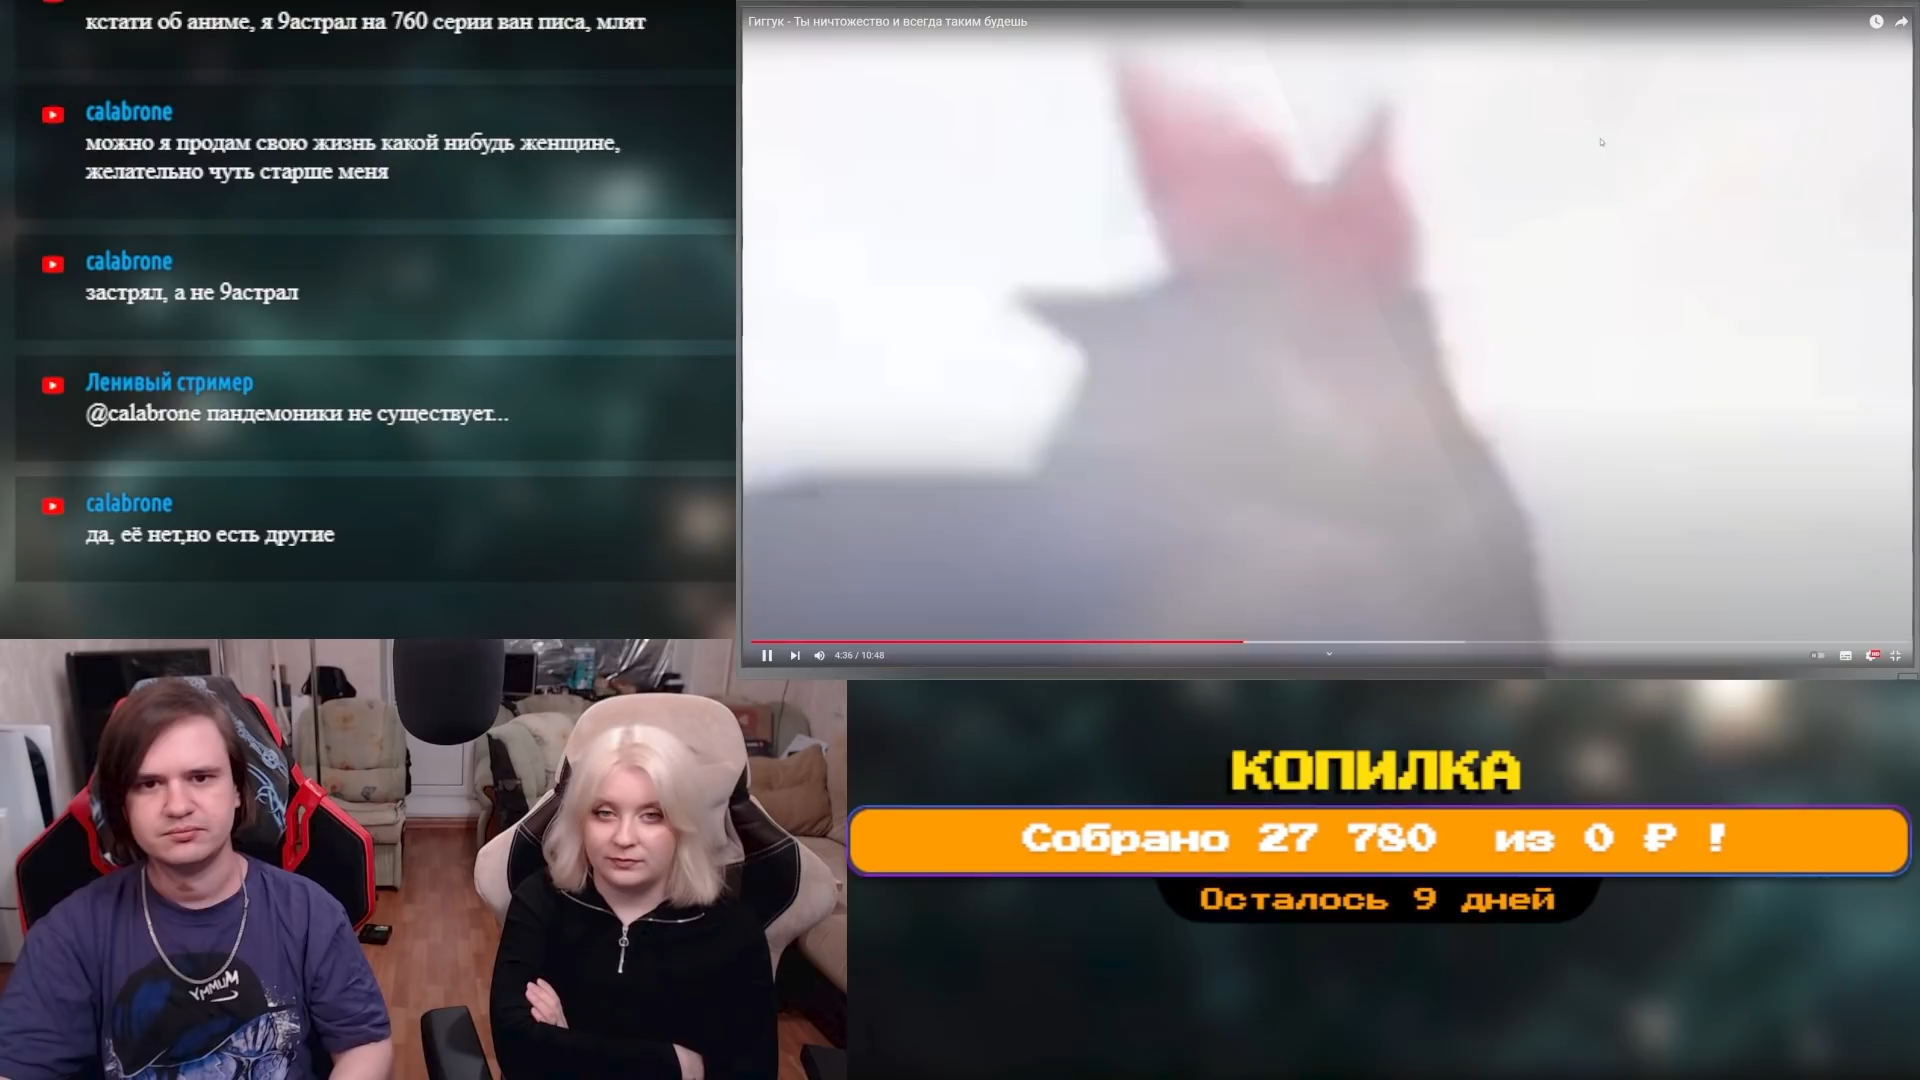 кстати об аниме, я 9астрал на 760 серии ван писа, млят
calabrone
можно я продам свою жизнь какой нибудь женщине,
желательно чуть старше меня
calabrone
застрял, а не 9астрал
Ленивый стример
@calabrone пандемоники не существует...
calabrone
да, её нет,но есть другие
Гиггук - Ты ничтожество и всегда таким будешь
4:36 / 10:48
КОПИЛКА
Собрано 27 780 из 0 ₽ !
Осталось 9 дней